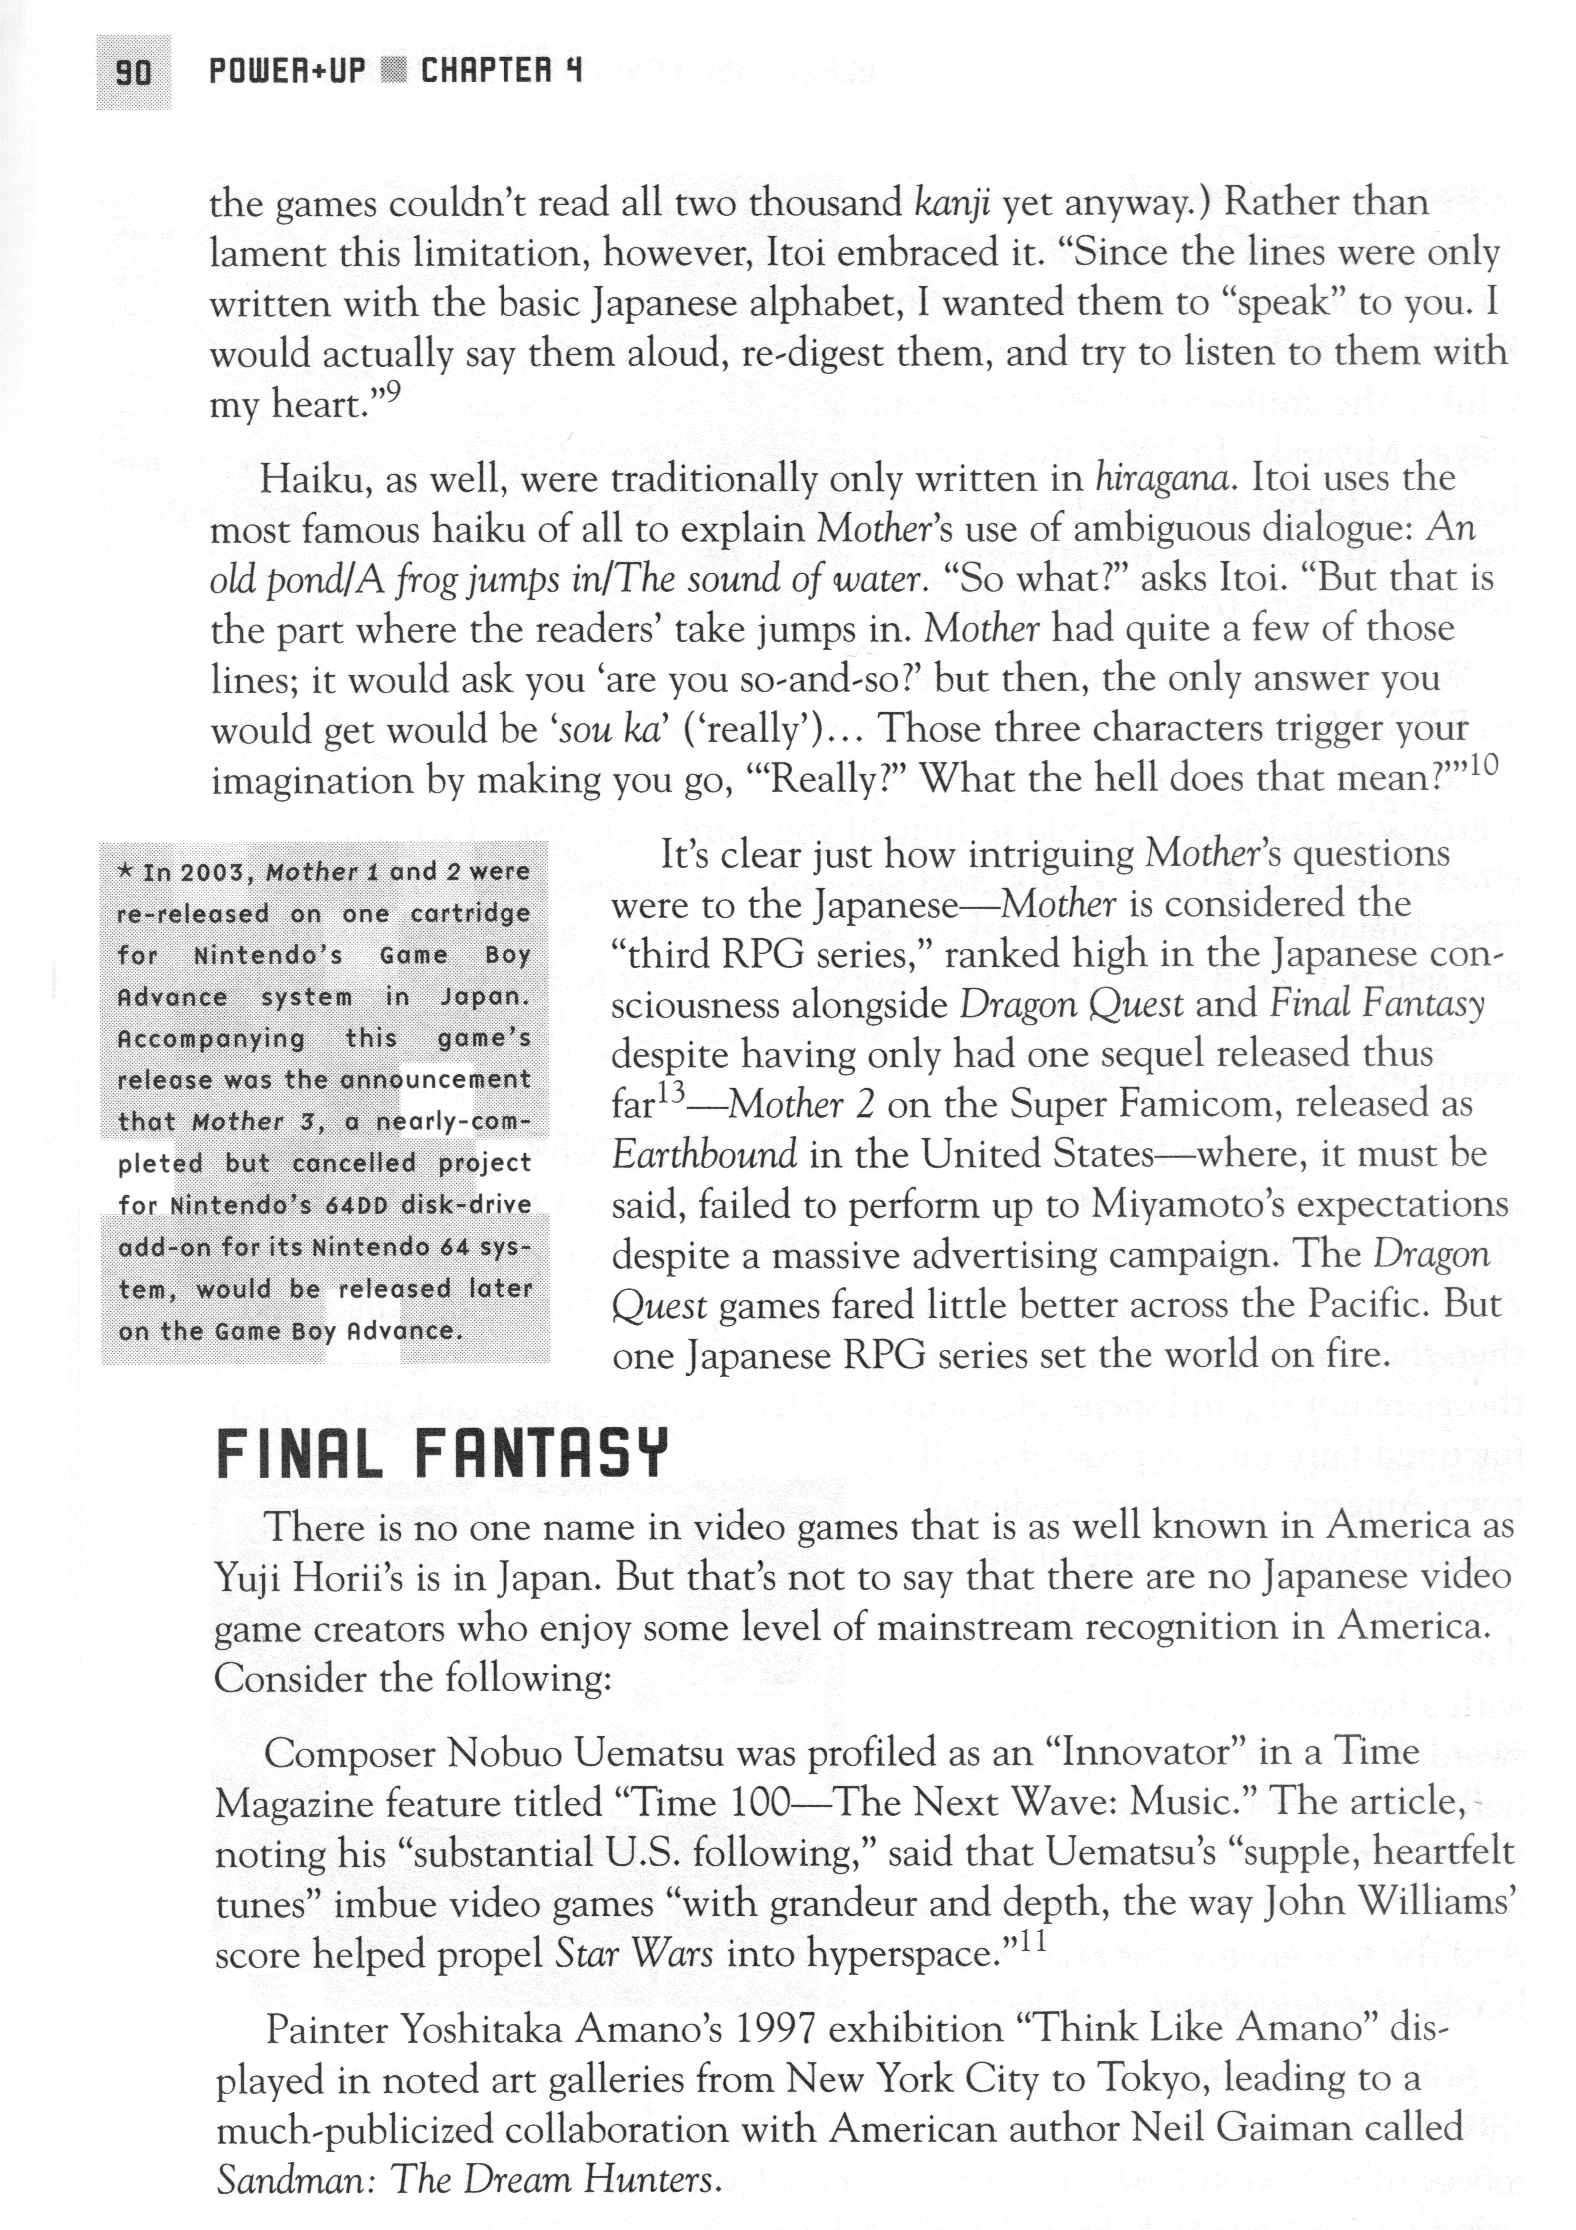 90 POWER+UP ■ CHAPTER 4
the games couldn’t read all two thousand kanji yet anyway.) Rather than
lament this limitation, however, Itoi embraced it. “Since the lines were only
written with the basic Japanese alphabet, I wanted them to “speak” to you. I
would actually say them aloud, re-digest them, and try to listen to them with
my heart.”9
Haiku, as well, were traditionally only written in hiragana. Itoi uses the
most famous haiku of all to explain Mother’s use of ambiguous dialogue: An
old pond/A frog jumps in/The sound of water. “So what?” asks Itoi. “But that is
the part where the readers’ take jumps in. Mother had quite a few of those
lines; it would ask you ‘are you so-and-so?’ but then, the only answer you
would get would be ‘sou ka’ (‘really’)... Those three characters trigger your
imagination by making you go, “‘Really?” What the hell does that mean?’”10
* In 2003, Mother 1 and 2 were
re-released on one cartridge
for Nintendo’s Game Boy
Advance system in Japan.
Accompanying this game’s
release was the announcement
that Mother 3, a nearly-com-
pleted but cancelled project
for Nintendo’s 64DD disk-drive
add-on for its Nintendo 64 sys-
tem, would be released later
on the Game Boy Advance.
It’s clear just how intriguing Mother’s questions
were to the Japanese—Mother is considered the
“third RPG series,” ranked high in the Japanese con-
sciousness alongside Dragon Quest and Final Fantasy
despite having only had one sequel released thus
far13—Mother 2 on the Super Famicom, released as
Earthbound in the United States—where, it must be
said, failed to perform up to Miyamoto’s expectations
despite a massive advertising campaign. The Dragon
Quest games fared little better across the Pacific. But
one Japanese RPG series set the world on fire.
FINAL FANTASY
There is no one name in video games that is as well known in America as
Yuji Horii’s is in Japan. But that’s not to say that there are no Japanese video
game creators who enjoy some level of mainstream recognition in America.
Consider the following:
Composer Nobuo Uematsu was profiled as an “Innovator” in a Time
Magazine feature titled “Time 100—The Next Wave: Music.” The article,
noting his “substantial U.S. following,” said that Uematsu’s “supple, heartfelt
tunes” imbue video games “with grandeur and depth, the way John Williams’
score helped propel Star Wars into hyperspace.”11
Painter Yoshitaka Amano’s 1997 exhibition “Think Like Amano” dis-
played in noted art galleries from New York City to Tokyo, leading to a
much-publicized collaboration with American author Neil Gaiman called
Sandman: The Dream Hunters.